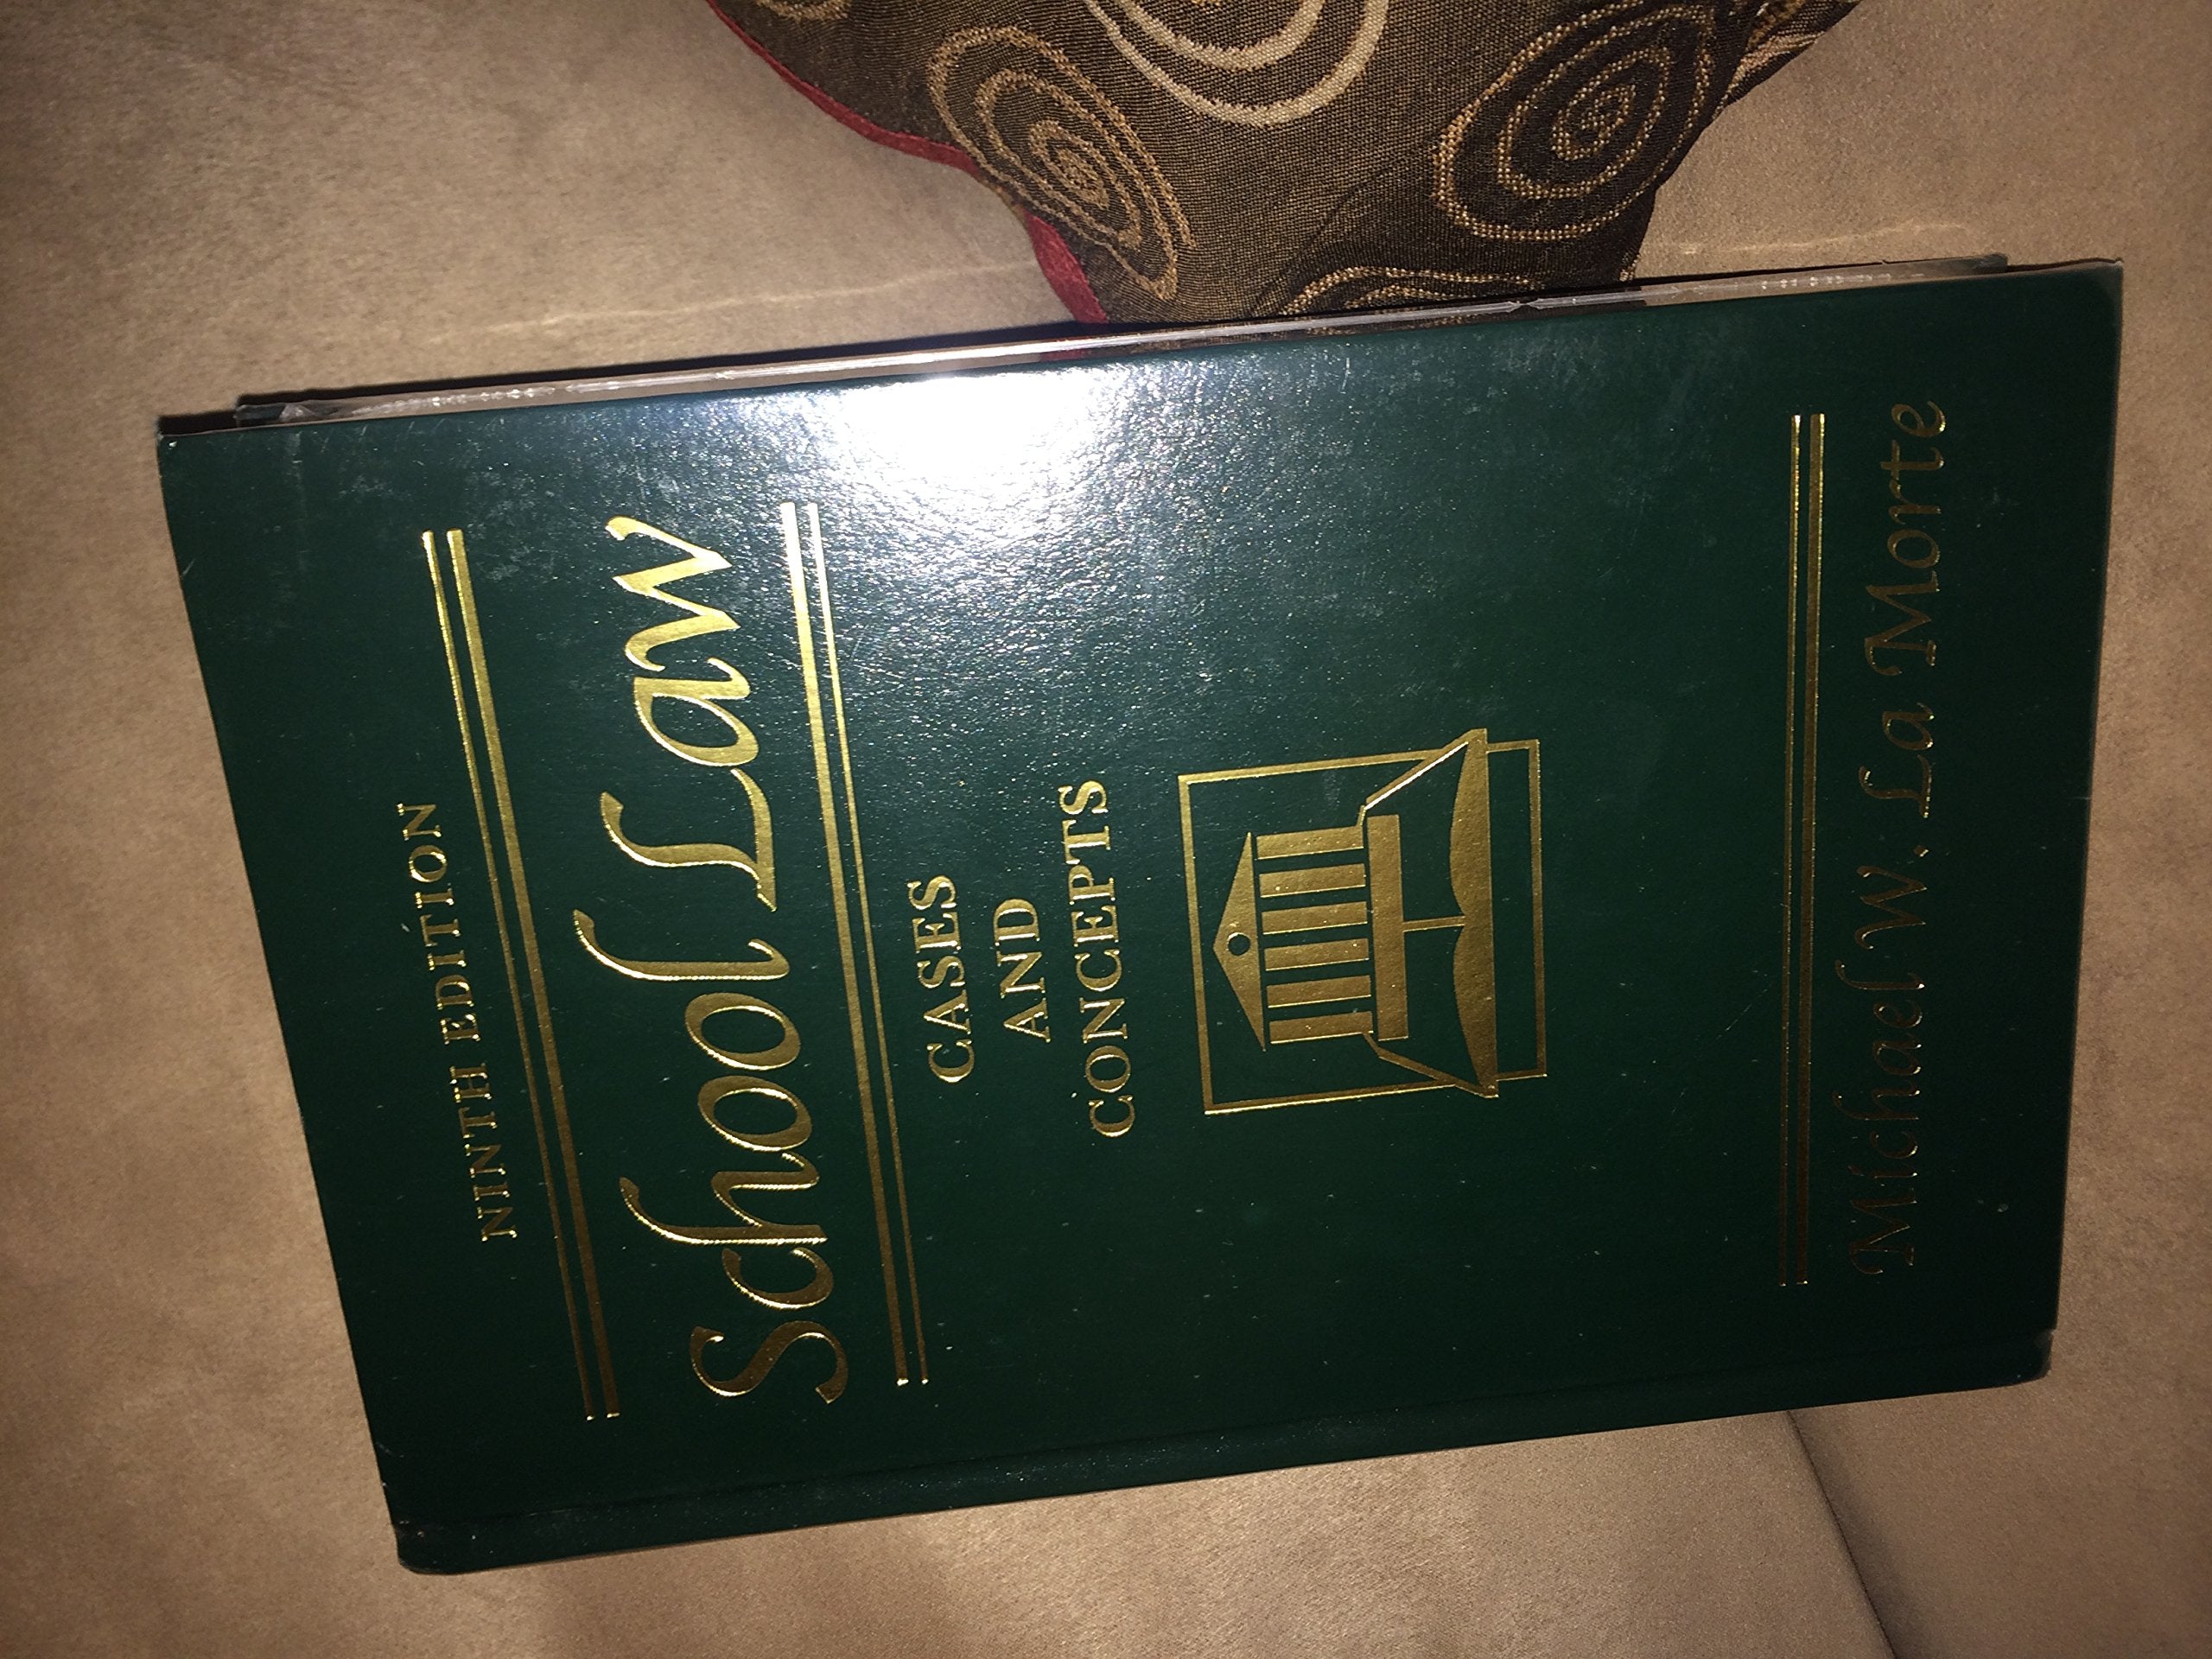 NINTH EDITION
School Law
CASES
AND
CONCEPTS
Michael W. La Morte